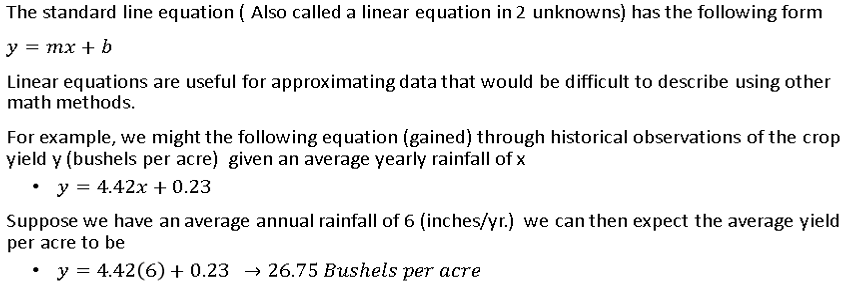 The standard line equation ( Also called a linear equation in 2 unknowns) has the following form
y = mx + b
Linear equations are useful for approximating data that would be difficult to describe using other
math methods.
For example, we might the following equation (gained) through historical observations of the crop
yield y (bushels per acre) given an average yearly rainfall of x
• y = 4.42x + 0.23
Suppose we have an average annual rainfall of 6 (inches/yr.) we can then expect the average yield
per acre to be
• y = 4.42(6) + 0.23 → 26.75 Bushels per acre